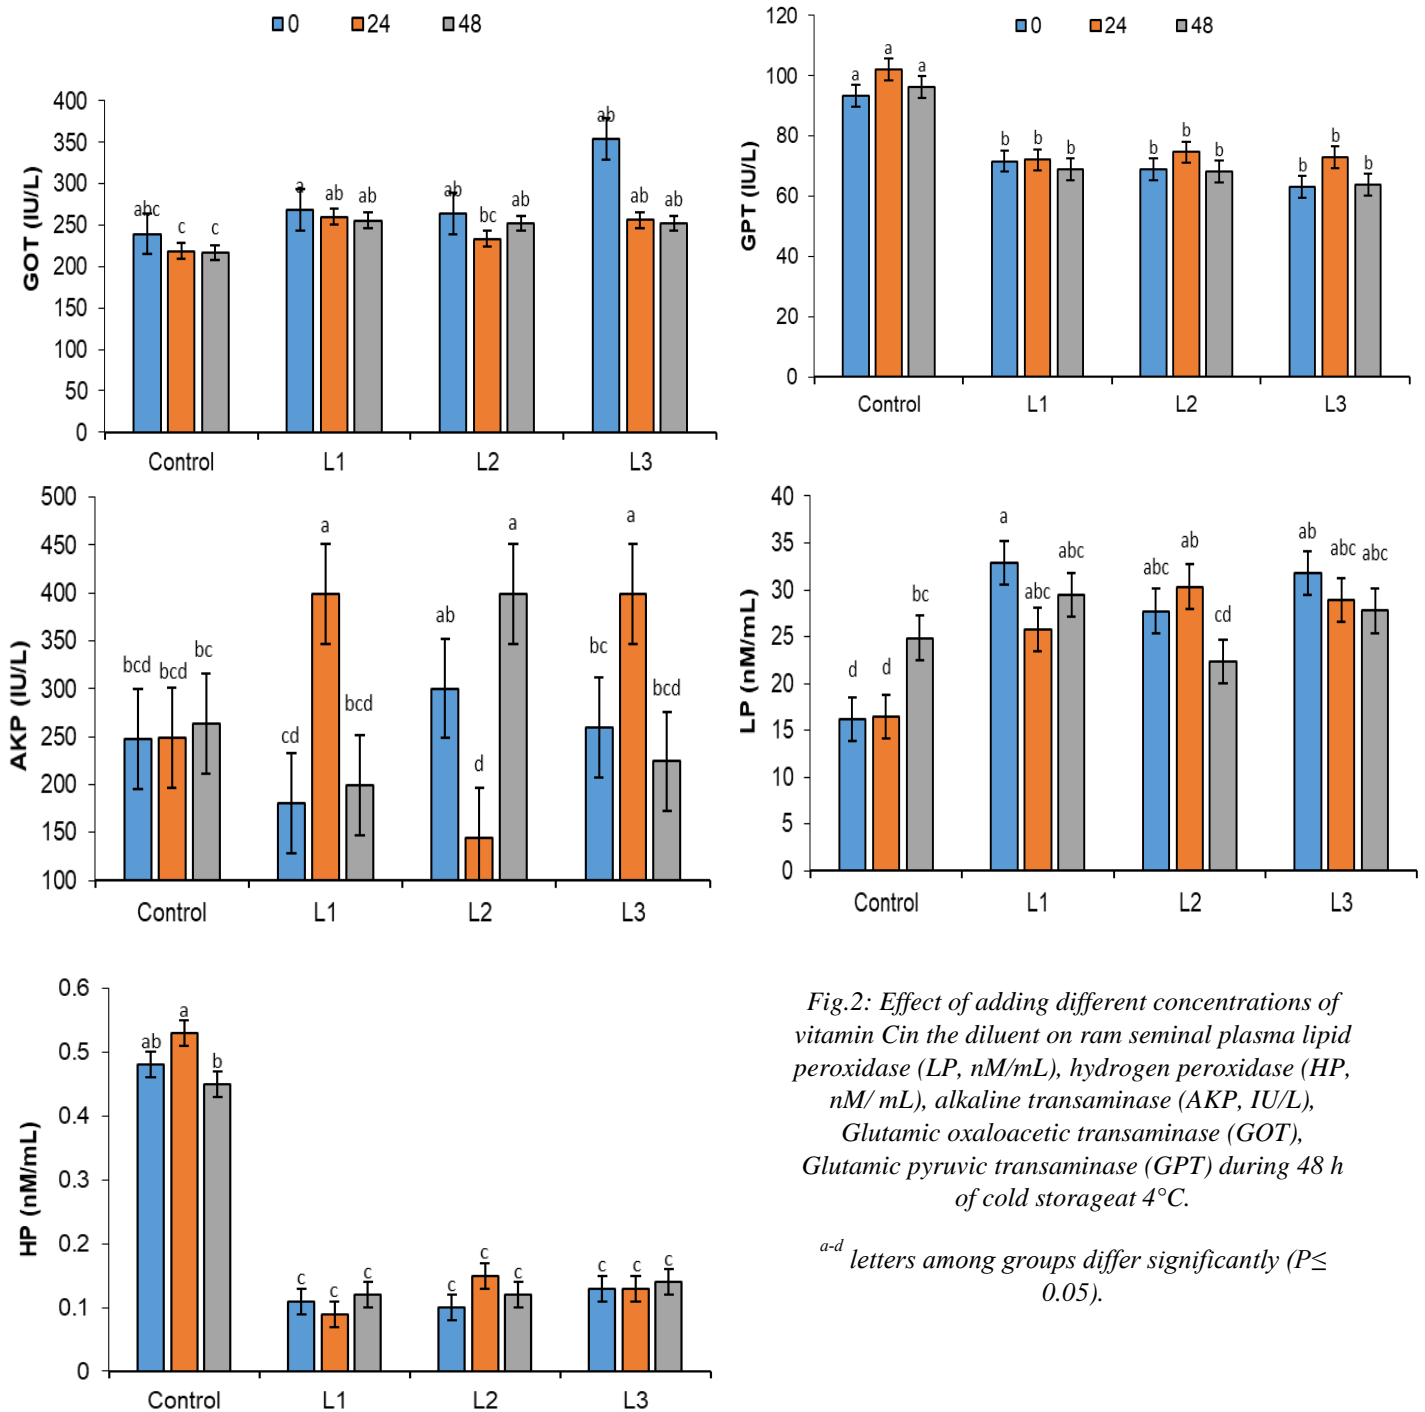 0 24 48
GOT (IU/L)
400
350
300
250
200
150
100
50
0
abc c c
a ab ab
ab bc ab
ab ab ab
Control L1 L2 L3
0 24 48
GPT (IU/L)
120
100
80
60
40
20
0
a a a
b b b
b b b
b b b
Control L1 L2 L3
AKP (IU/L)
500
450
400
350
300
250
200
150
100
bcd bcd bc
cd a bcd
ab d a
bc a bcd
Control L1 L2 L3
LP (nM/mL)
40
35
30
25
20
15
10
5
0
d d bc
a abc abc
abc ab cd
ab abc abc
Control L1 L2 L3
HP (nM/mL)
0.6
0.5
0.4
0.3
0.2
0.1
0
ab a b
c c c
c c c
c c c
Control L1 L2 L3
Fig.2: Effect of adding different concentrations of
vitamin Cin the diluent on ram seminal plasma lipid
peroxidase (LP, nM/mL), hydrogen peroxidase (HP,
nM/ mL), alkaline transaminase (AKP, IU/L),
Glutamic oxaloacetic transaminase (GOT),
Glutamic pyruvic transaminase (GPT) during 48 h
of cold storageat 4°C.
a-d letters among groups differ significantly (P≤
0.05).